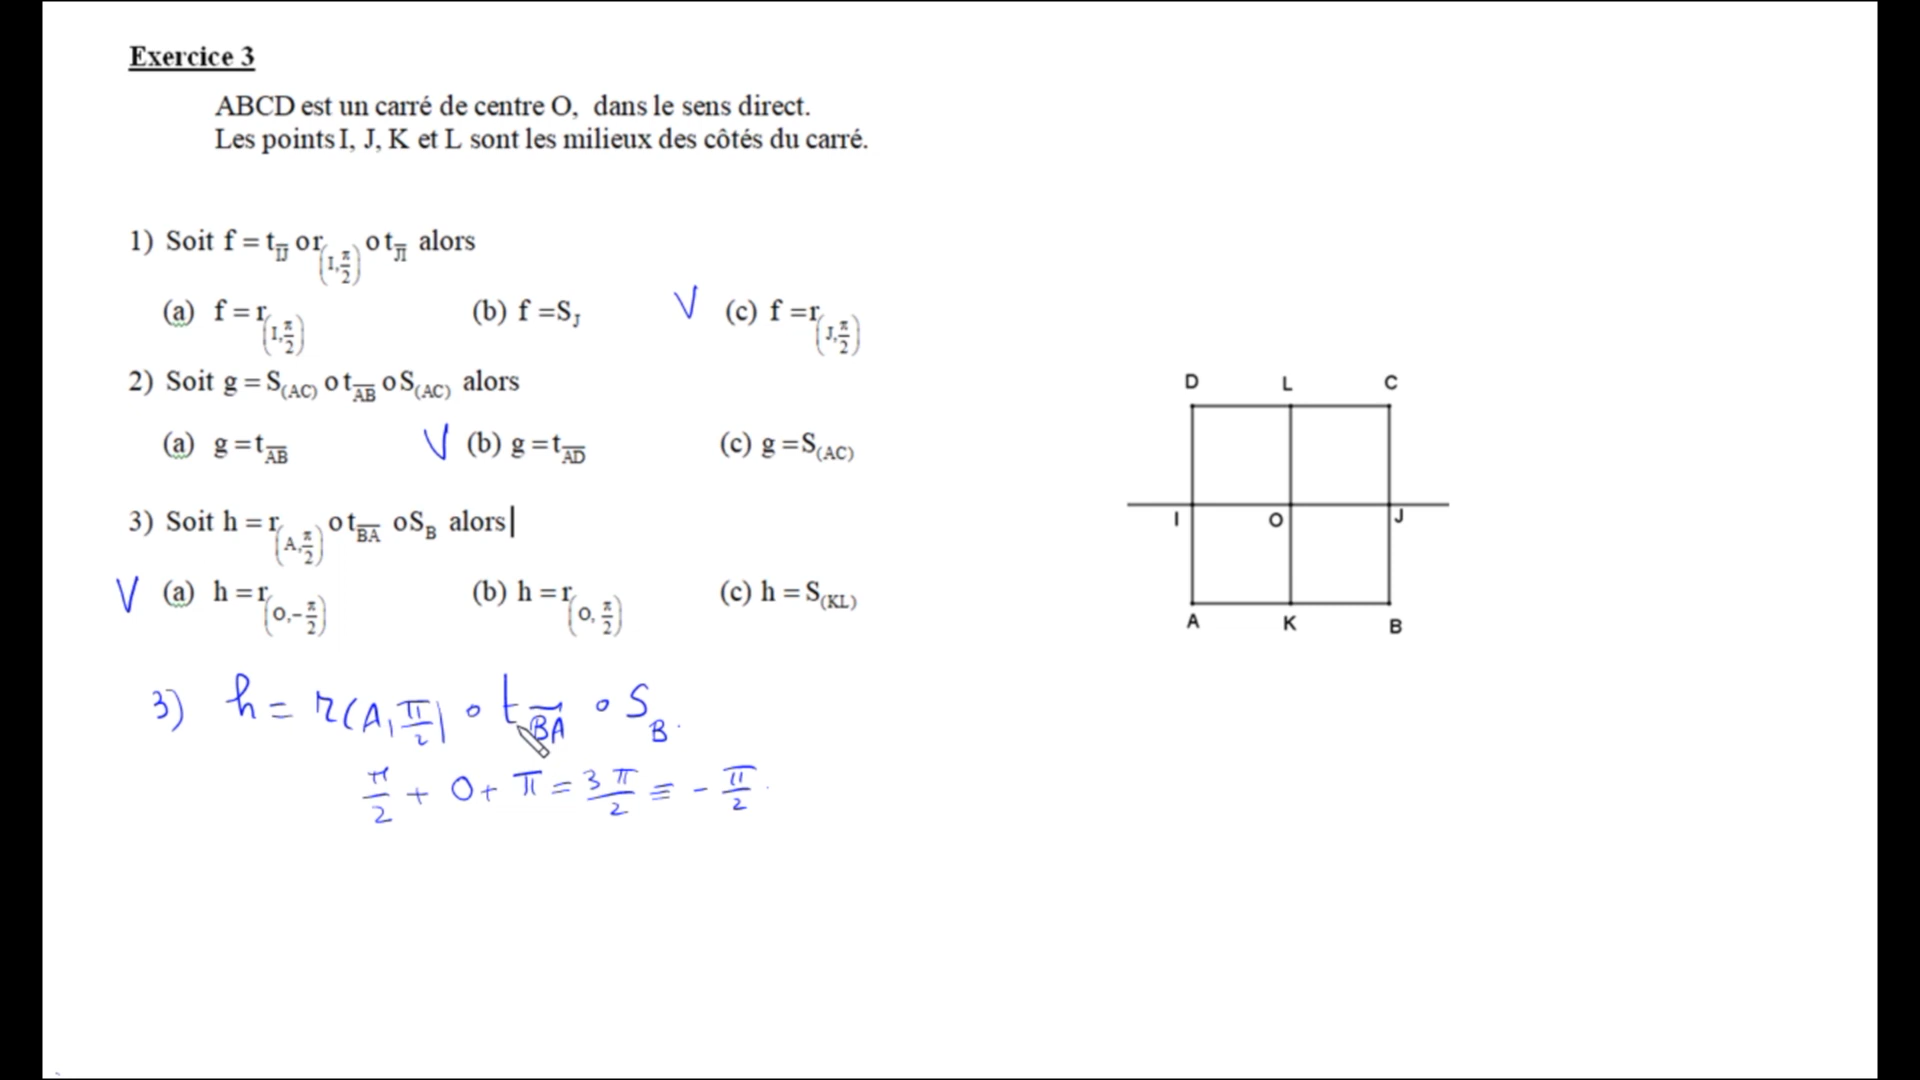 Exercice 3
ABCD est un carré de centre O, dans le sens direct.
Les points I, J, K et L sont les milieux des côtés du carré.
1) Soit f = t_IJ o r_(I, π/2) o t_JI alors
(a) f = r_(I, π/2) (b) f =S_J V (c) f =r_(J, π/2)
2) Soit g = S_(AC) o t_AB o S_(AC) alors
(a) g = t_AB V (b) g = t_AD (c) g = S_(AC)
3) Soit h = r_(A, π/2) o t_BA oS_B alors
V (a) h = r_(O, -π/2) (b) h = r_(O, π/2) (c) h = S_(KL)
D L C
I O J
A K B
3) h = r(A, π/2) ∘ t_BA ∘ S_B.
π/2 + 0 + π = 3π/2 ≡ - π/2.